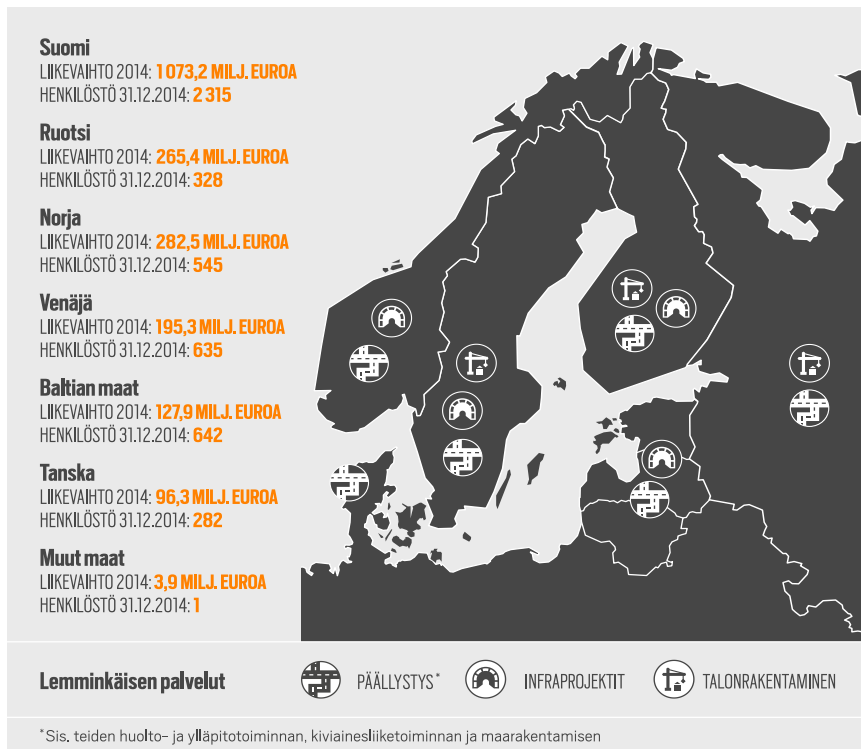 Suomi
LIIKEVAIHTO 2014: 1 073,2 MILJ. EUROA
HENKILÖSTÖ 31.12.2014: 2 315
Ruotsi
LIIKEVAIHTO 2014: 265,4 MILJ. EUROA
HENKILÖSTÖ 31.12.2014: 328
Norja
LIIKEVAIHTO 2014: 282,5 MILJ. EUROA
HENKILÖSTÖ 31.12.2014: 545
Venäjä
LIIKEVAIHTO 2014: 195,3 MILJ. EUROA
HENKILÖSTÖ 31.12.2014: 635
Baltian maat
LIIKEVAIHTO 2014: 127,9 MILJ. EUROA
HENKILÖSTÖ 31.12.2014: 642
Tanska
LIIKEVAIHTO 2014: 96,3 MILJ. EUROA
HENKILÖSTÖ 31.12.2014: 282
Muut maat
LIIKEVAIHTO 2014: 3,9 MILJ. EUROA
HENKILÖSTÖ 31.12.2014: 1
Lemminkäisen palvelut PÄÄLLYSTYS* INFRAPROJEKTIT TALONRAKENTAMINEN
*Sis. teiden huolto- ja ylläpitotoiminnan, kiviainesliiketoiminnan ja maarakentamisen